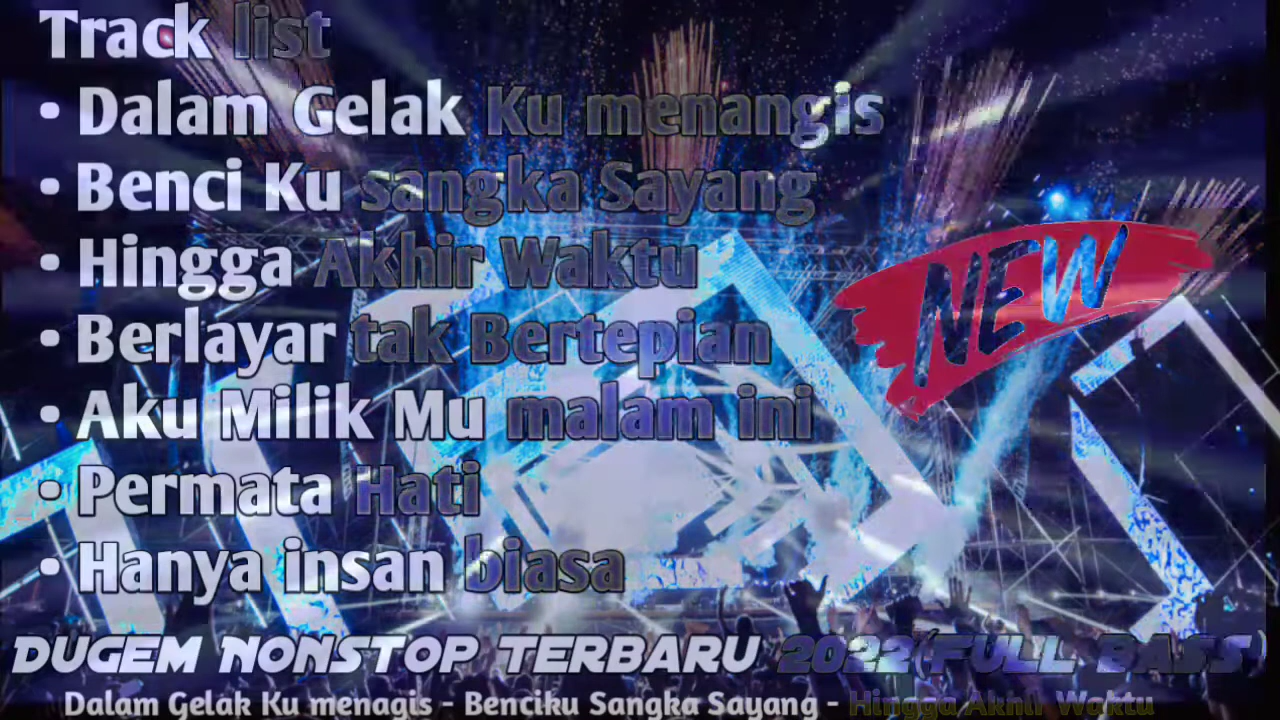 Track list
• Dalam Gelak Ku menangis
• Benci Ku sangka Sayang
• Hingga Akhir Waktu
• Berlayar tak Bertepian
• Aku Milik Mu malam ini
• Permata Hati
• Hanya insan biasa
NEW
DUGEM NONSTOP TERBARU 2022(FULL BASS)
Dalam Gelak Ku menagis - Benciku Sangka Sayang - Hingga Akhir Waktu